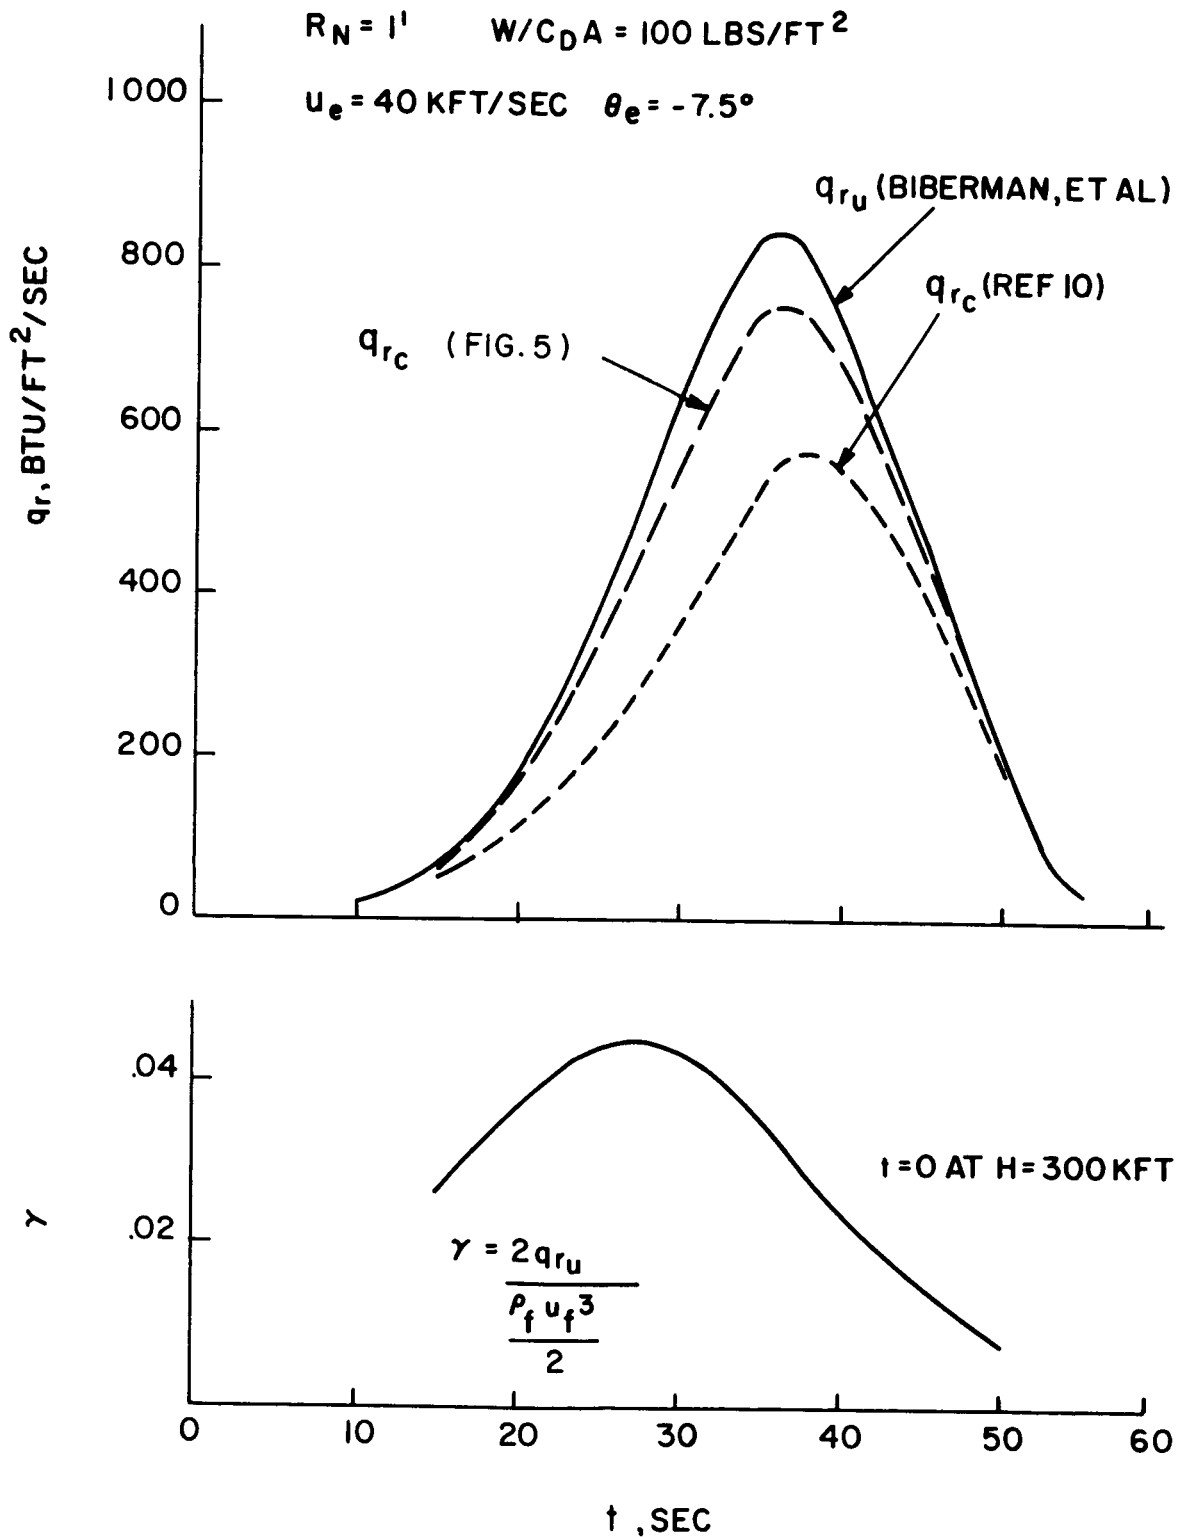 R_N = 1' W/C_DA = 100 LBS/FT²
u_e = 40 KFT/SEC θ_e = -7.5°
q_r, BTU/FT²/SEC
1000
800
600
400
200
0
q_ru (BIBERMAN, ET AL)
q_rc (REF 10)
q_rc (FIG. 5)
γ
.04
.02
t = 0 AT H = 300 KFT
γ = 2q_ru
ρ_f u_f³
2
0 10 20 30 40 50 60
t, SEC